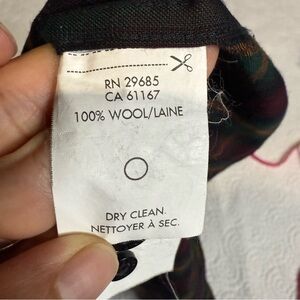 RN 29685
CA 61167
100% WOOL/LAINE
DRY CLEAN
NETTOYER À SEC.